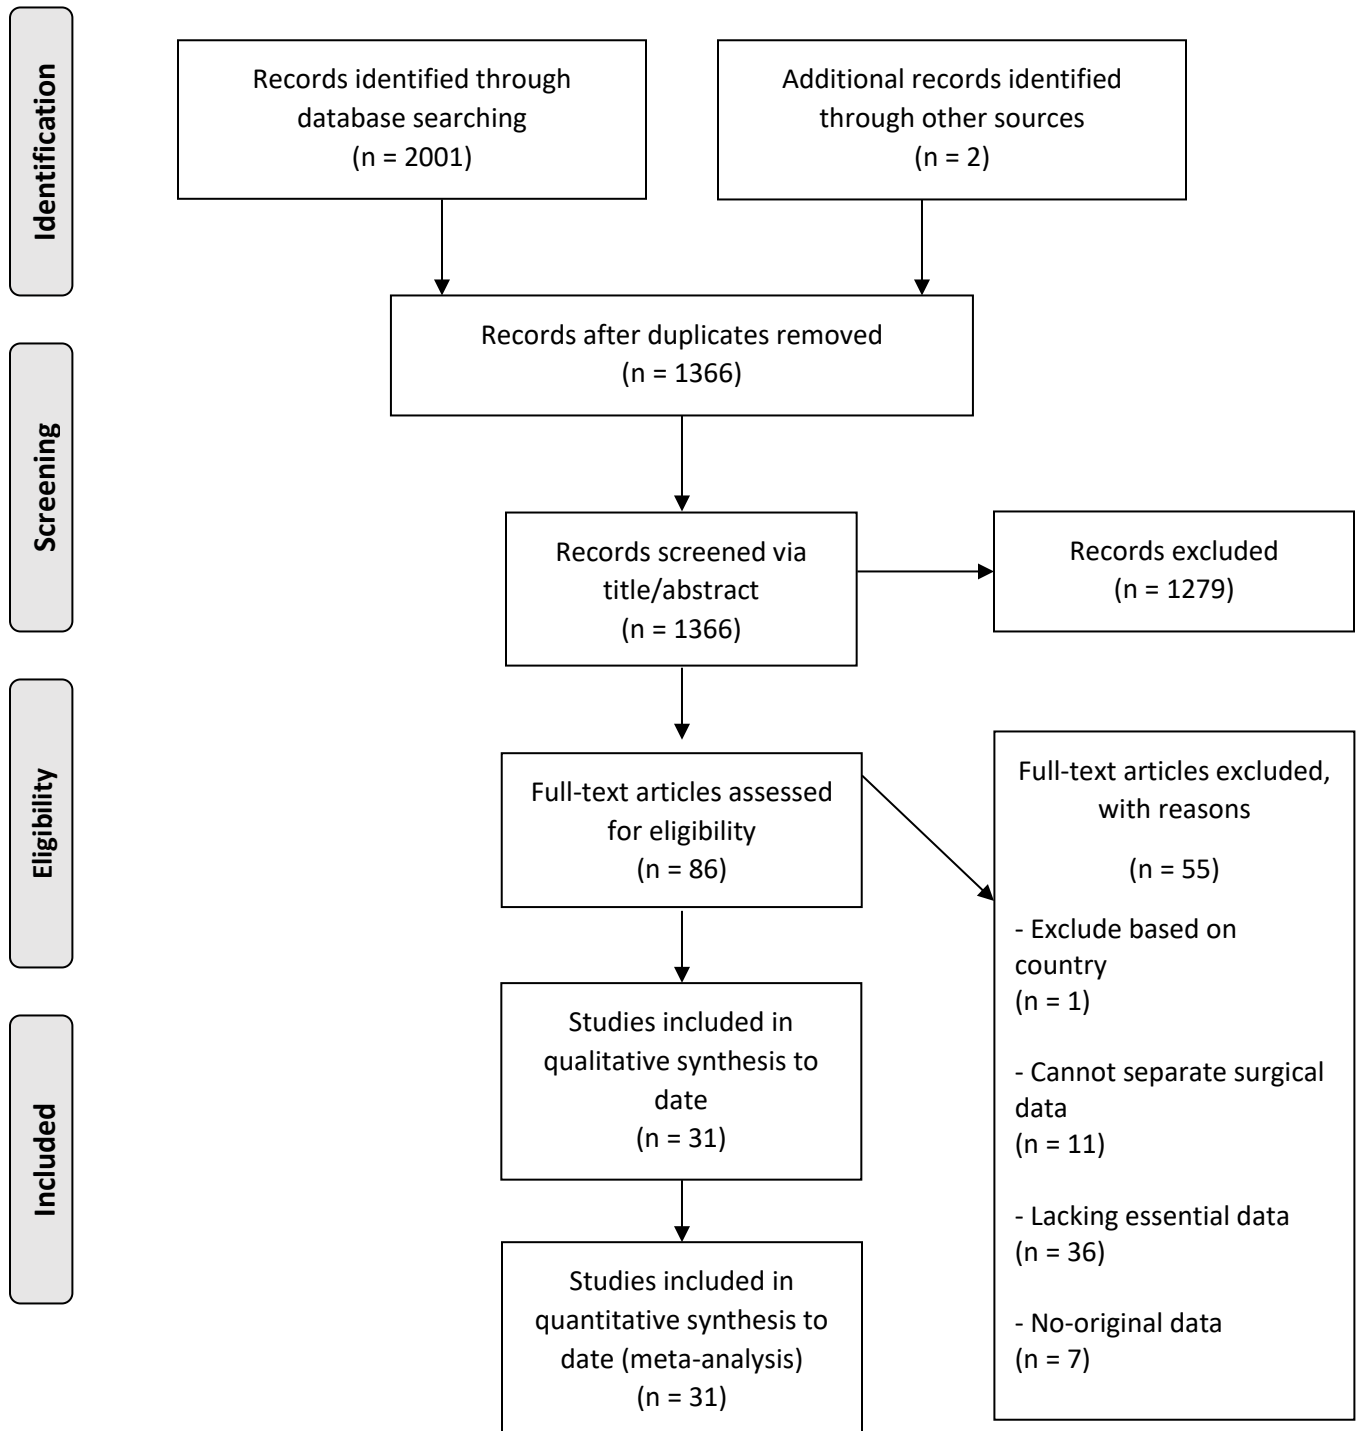 Identification
Records identified through
database searching
(n = 2001)
Additional records identified
through other sources
(n = 2)
Records after duplicates removed
(n = 1366)
Screening
Records screened via
title/abstract
(n = 1366)
Records excluded
(n = 1279)
Eligibility
Full-text articles assessed
for eligibility
(n = 86)
Full-text articles excluded,
with reasons
(n = 55)
- Exclude based on
country
(n = 1)
- Cannot separate surgical
data
(n = 11)
- Lacking essential data
(n = 36)
- No-original data
(n = 7)
Included
Studies included in
qualitative synthesis to
date
(n = 31)
Studies included in
quantitative synthesis to
date (meta-analysis)
(n = 31)